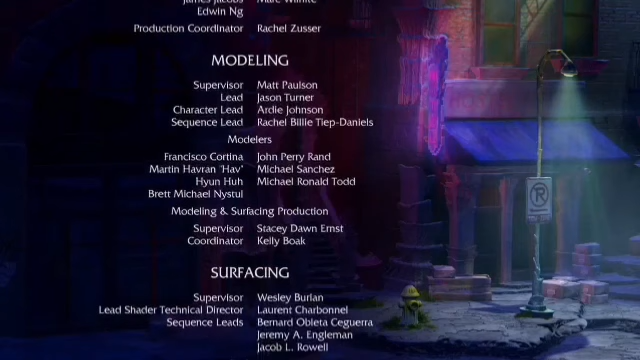 Edwin Ng
Production Coordinator Rachel Zusser
MODELING
Supervisor Matt Paulson
Lead Jason Turner
Character Lead Ardie Johnson
Sequence Lead Rachel Billie Tiep-Daniels
Modelers
Francisco Cortina John Perry Rand
Martin Havran 'Hav' Michael Sanchez
Hyun Huh Michael Ronald Todd
Brett Michael Nystul
Modeling & Surfacing Production
Supervisor Stacey Dawn Ernst
Coordinator Kelly Boak
SURFACING
Supervisor Wesley Burian
Lead Shader Technical Director Laurent Charbonnel
Sequence Leads Bernard Obieta Ceguerra
Jeremy A. Engleman
Jacob L. Rowell